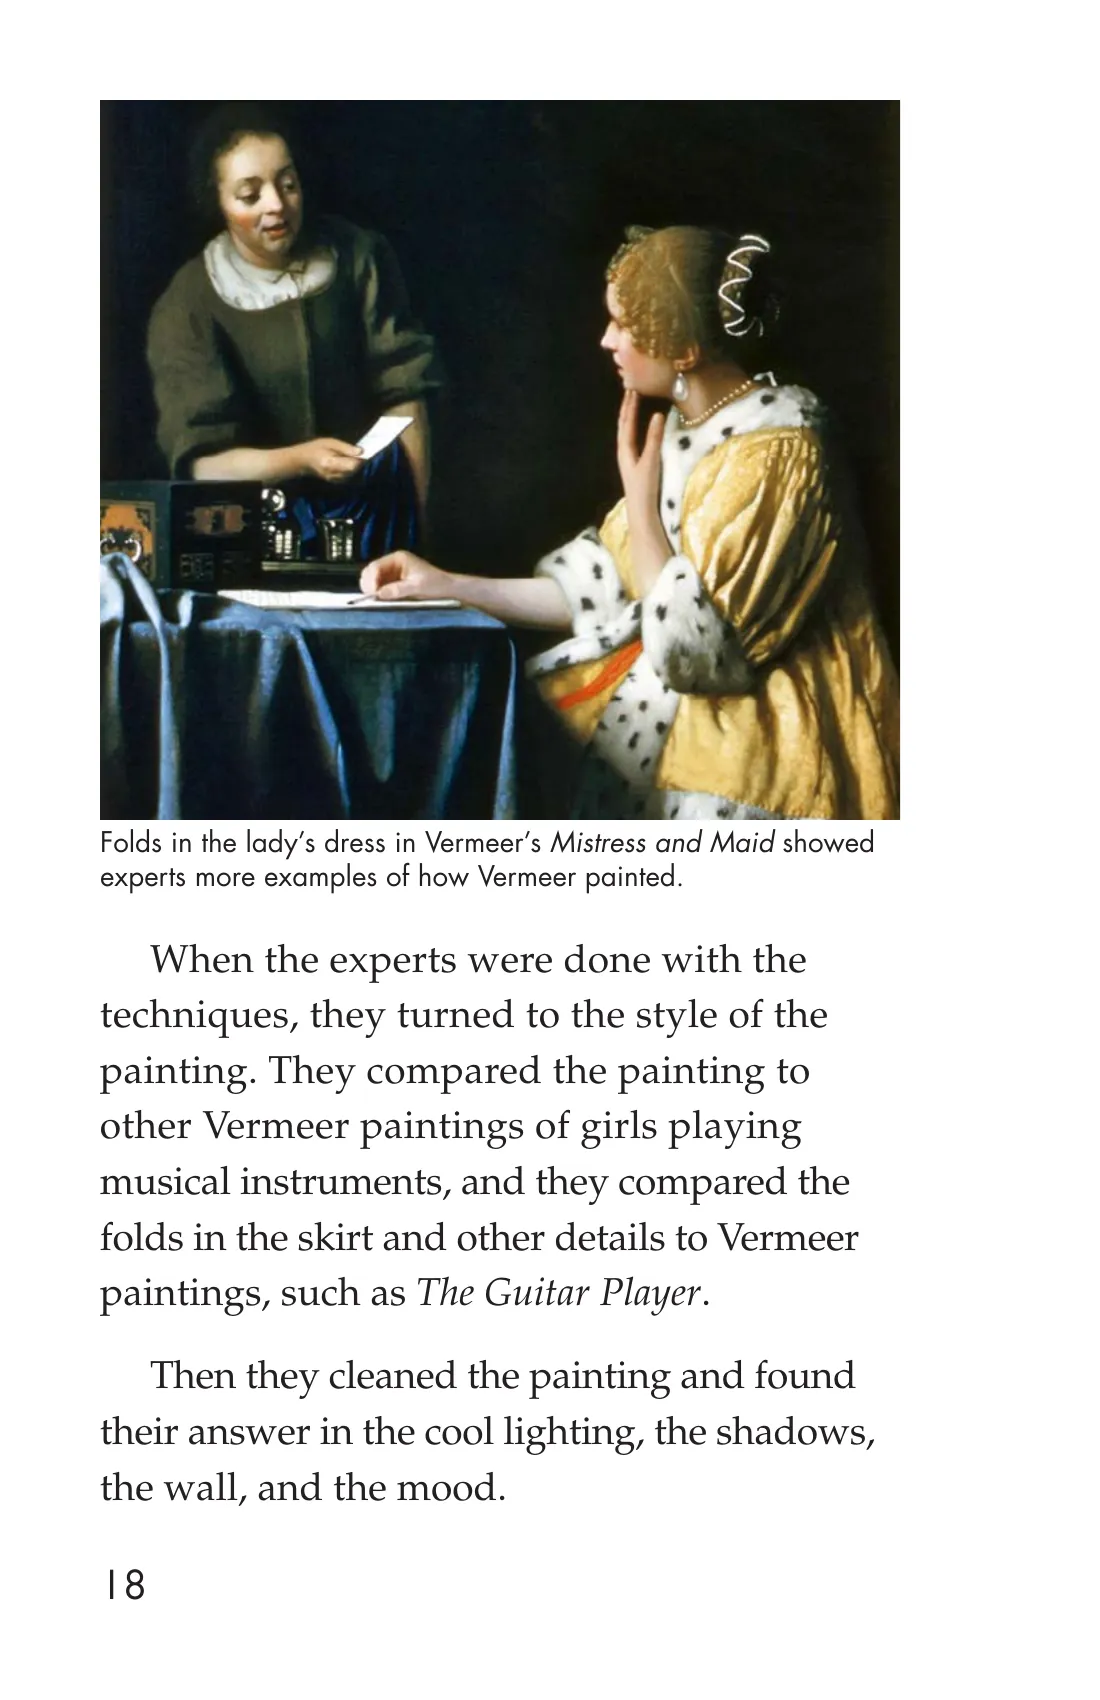 Folds in the lady’s dress in Vermeer’s Mistress and Maid showed
experts more examples of how Vermeer painted.
When the experts were done with the
techniques, they turned to the style of the
painting. They compared the painting to
other Vermeer paintings of girls playing
musical instruments, and they compared the
folds in the skirt and other details to Vermeer
paintings, such as The Guitar Player.
Then they cleaned the painting and found
their answer in the cool lighting, the shadows,
the wall, and the mood.
18